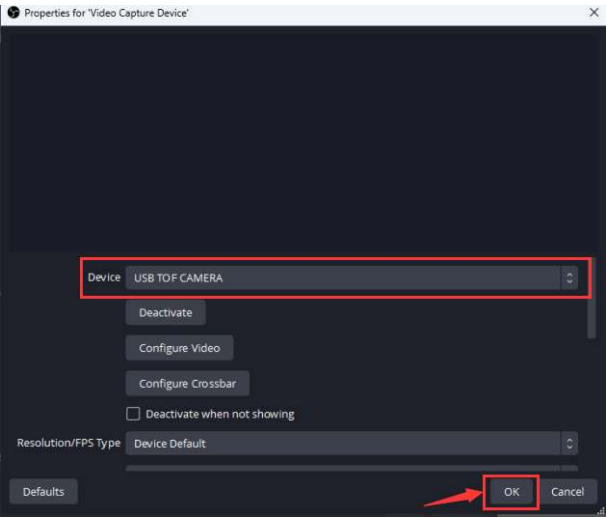 Properties for 'Video Capture Device'
Device USB TOF CAMERA
Deactivate
Configure Video
Configure Crossbar
Deactivate when not showing
Resolution/FPS Type Device Default
Defaults OK Cancel